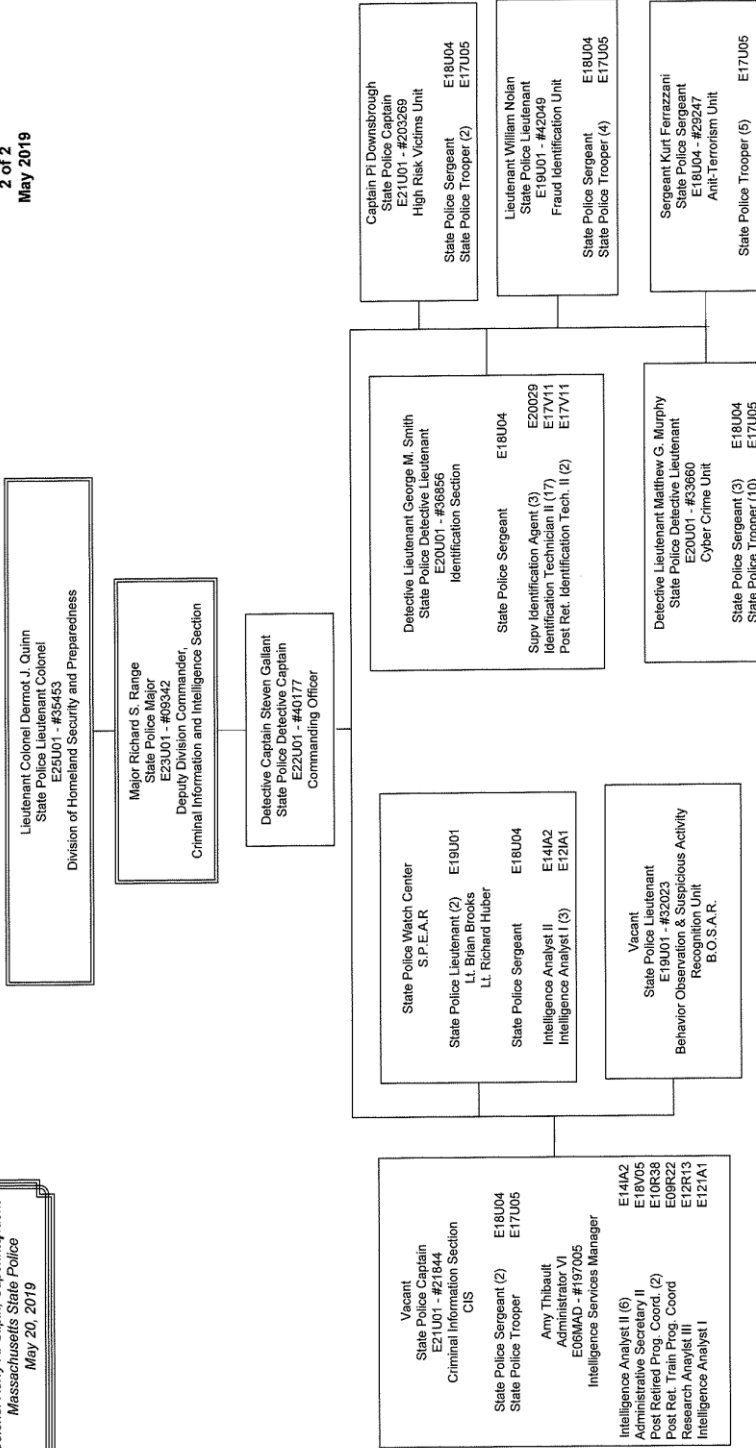 2 of 2
May 2019
Massachusetts State Police
May 20, 2019
Lieutenant Colonel Dermot J. Quinn
State Police Lieutenant Colonel
E25U01 - #35453
Division of Homeland Security and Preparedness
Major Richard S. Range
State Police Major
E23U01 - #09342
Deputy Division Commander,
Criminal Information and Intelligence Section
Detective Captain Steven Gallant
State Police Detective Captain
E22U01 - #40177
Commanding Officer
Vacant
State Police Captain
E21U01 - #21844
Criminal Information Section
CIS
State Police Sergeant (2) E18U04
State Police Trooper E17U05
Amy Thibault
Administrator VI
E06MAD - #197005
Intelligence Services Manager
Intelligence Analyst II (6) E14IA2
Administrative Secretary II E18V05
Post Retired Prog. Coord. (2) E10R38
Post Ret. Train Prog. Coord E09R22
Research Anaylst III E12R13
Intelligence Analyst I E121A1
State Police Watch Center
S.P.E.A.R
State Police Lieutenant (2) E19U01
Lt. Brian Brooks
Lt. Richard Huber
State Police Sergeant E18U04
Intelligence Analyst II E14IA2
Intelligence Analyst I (3) E12IA1
Vacant
State Police Lieutenant
E19U01 - #32023
Behavior Observation & Suspicious Activity
Recognition Unit
B.O.S.A.R.
Detective Lieutenant George M. Smith
State Police Detective Lieutenant
E20U01 - #36856
Identification Section
State Police Sergeant E18U04
Supv Identification Agent (3) E20029
Identification Technician II (17) E17V11
Post Ret. Identification Tech. II (2) E17V11
Detective Lieutenant Matthew G. Murphy
State Police Detective Lieutenant
E20U01 - #33660
Cyber Crime Unit
State Police Sergeant (3) E18U04
State Police Trooper (10) E17U05
Captain Pi Downsbrough
State Police Captain
E21U01 - #203269
High Risk Victims Unit
State Police Sergeant E18U04
State Police Trooper (2) E17U05
Lieutenant William Nolan
State Police Lieutenant
E19U01 - #42049
Fraud Identification Unit
State Police Sergeant E18U04
State Police Trooper (4) E17U05
Sergeant Kurt Ferrazzani
State Police Sergeant
E18U04 - #29247
Anit-Terrorism Unit
State Police Trooper (5) E17U05